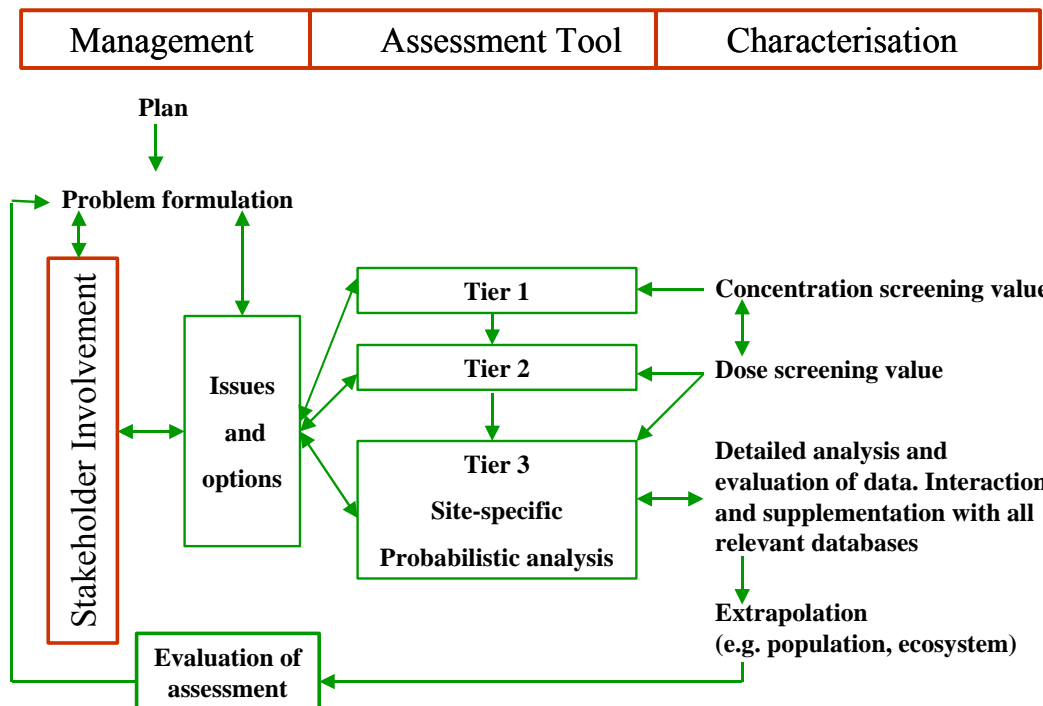 Management
Assessment Tool
Characterisation
Plan
Problem formulation
Stakeholder Involvement
Issues
and
options
Tier 1
Tier 2
Tier 3
Site-specific
Probabilistic analysis
Concentration screening value
Dose screening value
Detailed analysis and
evaluation of data. Interaction
and supplementation with all
relevant databases
Extrapolation
(e.g. population, ecosystem)
Evaluation of
assessment